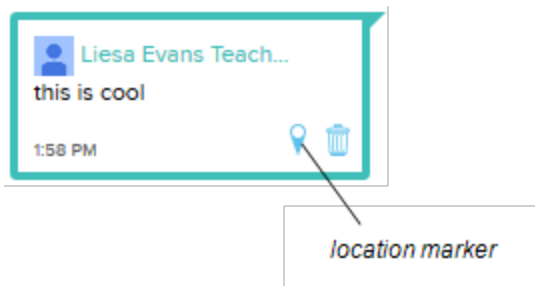 Liesa Evans Teach...
this is cool
1:58 PM
location marker